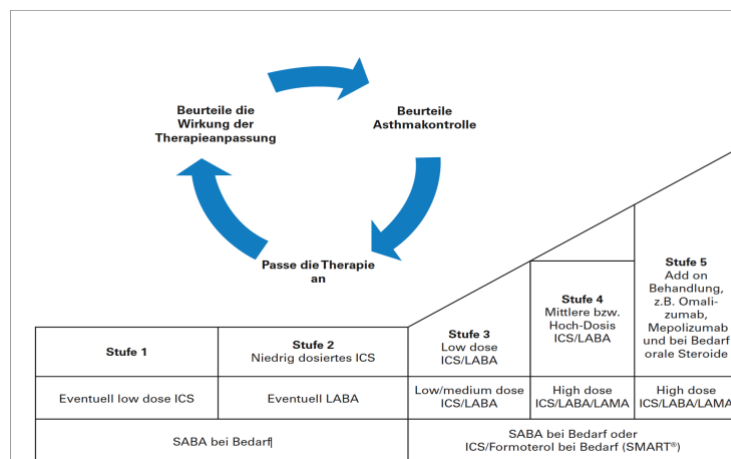 Beurteile die
Wirkung der
Therapieanpassung
Beurteile
Asthmakontrolle
Passe die Therapie
an
Stufe 1
Stufe 2
Niedrig dosiertes ICS
Stufe 3
Low dose
ICS/LABA
Stufe 4
Mittlere bzw.
Hoch-Dosis
ICS/LABA
Stufe 5
Add on
Behandlung,
z.B. Omali-
zumab,
Mepolizumab
und bei Bedarf
orale Steroide
Eventuell low dose ICS
Eventuell LABA
Low/medium dose
ICS/LABA
High dose
ICS/LABA/LAMA
High dose
ICS/LABA/LAMA
SABA bei Bedarf
SABA bei Bedarf oder
ICS/Formoterol bei Bedarf (SMART®)